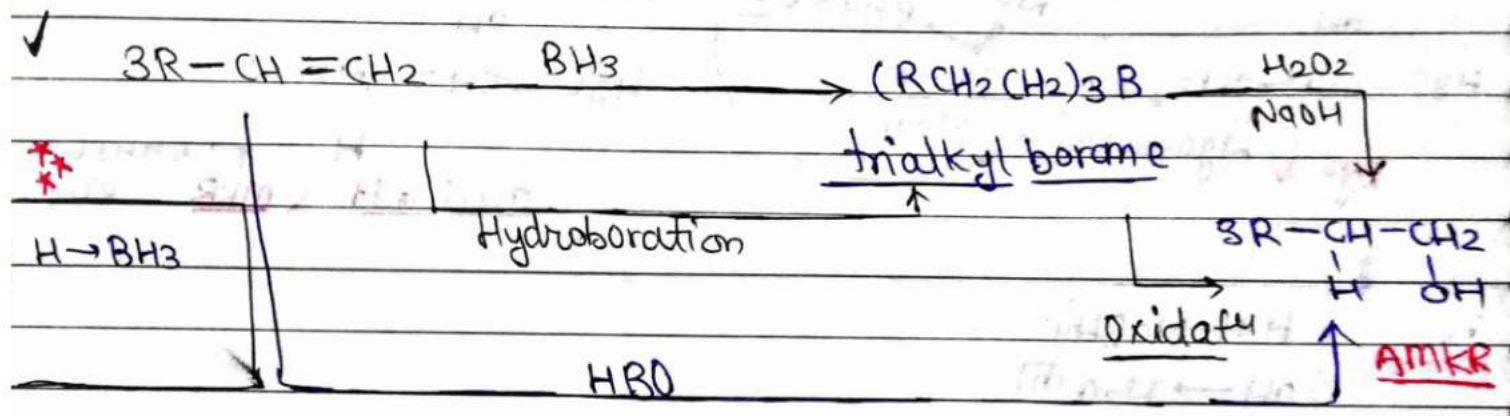 ✓ 3R-CH=CH2 BH3 → (RCH2CH2)3B H2O2
NaOH
trialkyl borane
Hydroboration
H→BH3
3R-CH-CH2
H OH
Oxidatn
HBO
AMKR